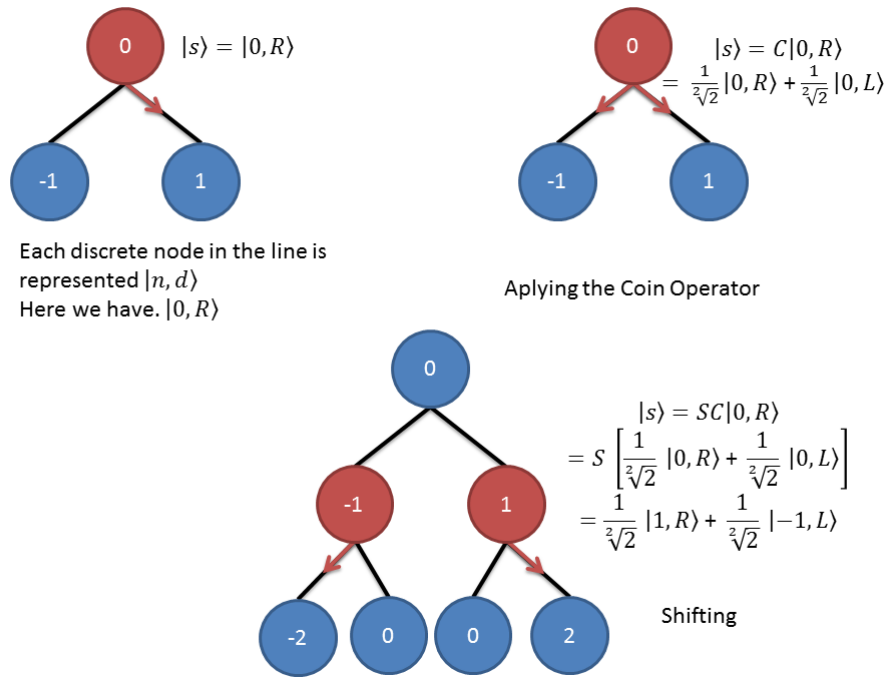 0
|s⟩ = |0, R⟩
-1
1
Each discrete node in the line is
represented |n, d⟩
Here we have. |0, R⟩
0
|s⟩ = C|0, R⟩
= 1/²√2 |0, R⟩ + 1/²√2 |0, L⟩
-1
1
Aplying the Coin Operator
0
|s⟩ = SC|0, R⟩
= S [1/²√2 |0, R⟩ + 1/²√2 |0, L⟩]
= 1/²√2 |1, R⟩ + 1/²√2 |−1, L⟩
-1
1
-2
0
0
2
Shifting